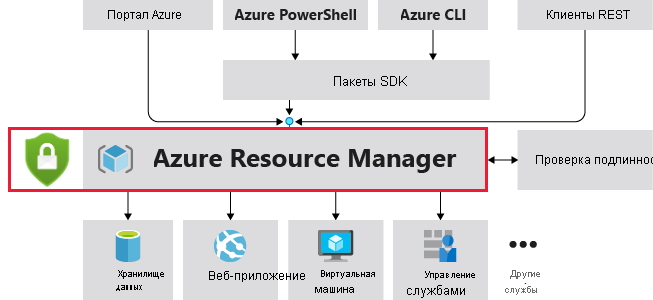 Портал Azure
Azure PowerShell
Azure CLI
Клиенты REST
Пакеты SDK
Azure Resource Manager
Проверка подлиннос
Хранилище
данных
Веб-приложение
Виртуальная
машина
Управление
службами
Другие
службы